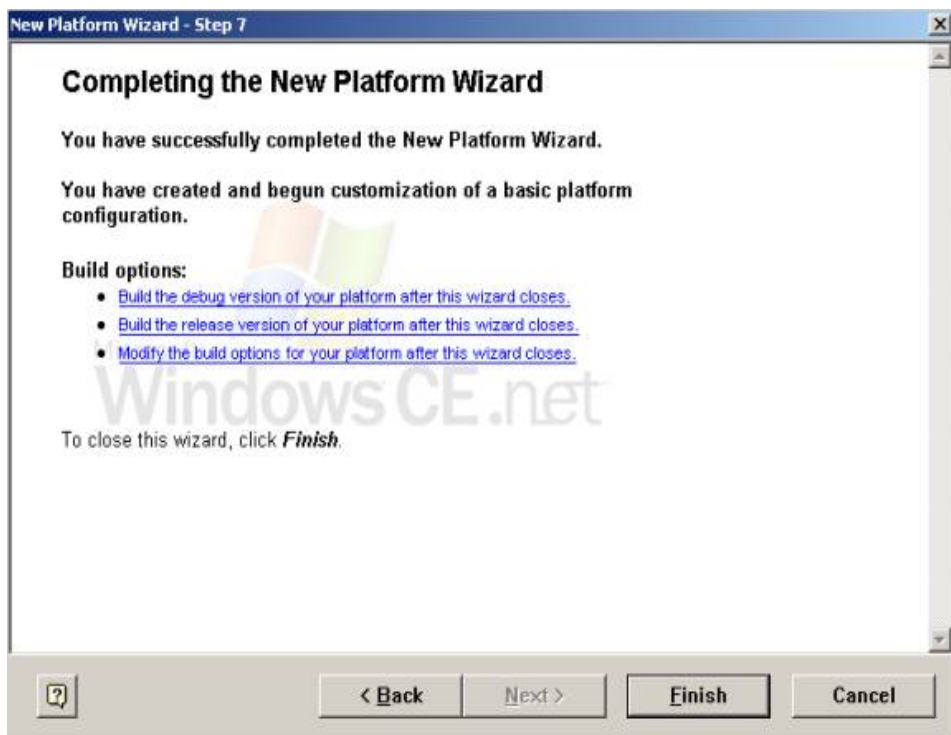 New Platform Wizard - Step 7
Completing the New Platform Wizard
You have successfully completed the New Platform Wizard.
You have created and begun customization of a basic platform
configuration.
Build options:
• Build the debug version of your platform after this wizard closes.
• Build the release version of your platform after this wizard closes.
• Modify the build options for your platform after this wizard closes.
Windows CE.net
To close this wizard, click Finish.
< Back
Next >
Finish
Cancel